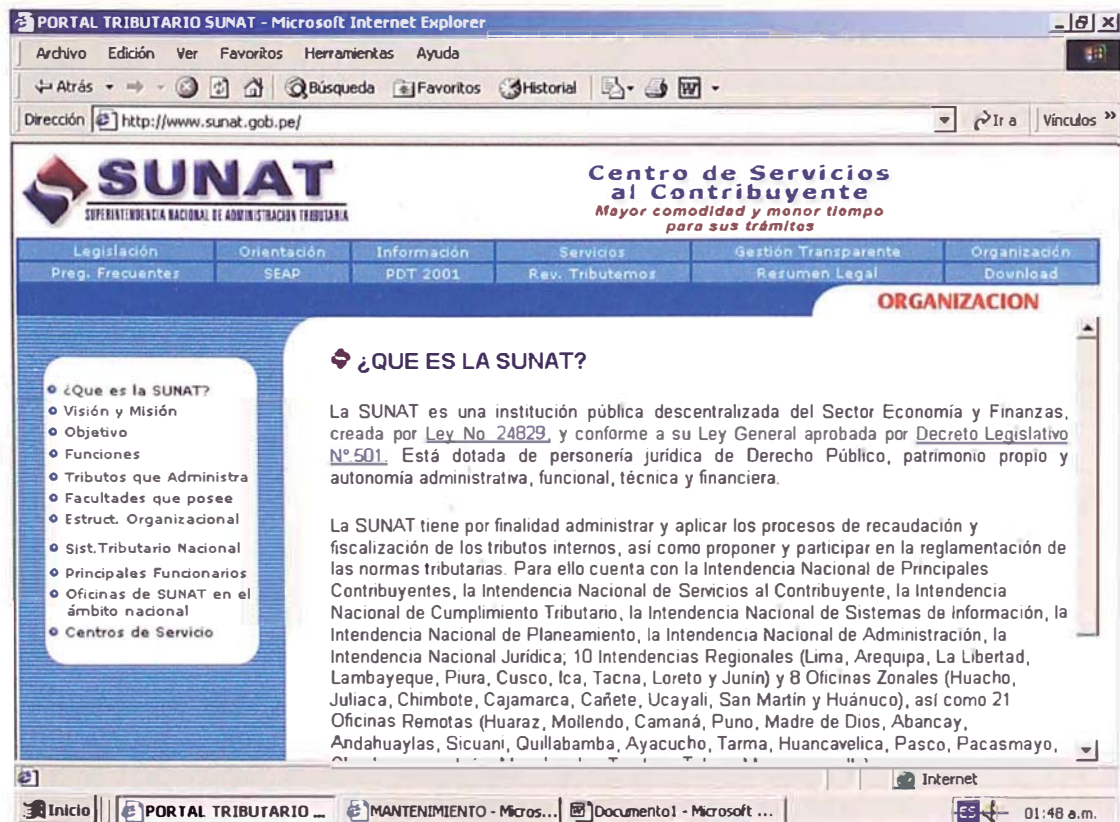 PORTAL TRIBUTARIO SUNAT - Microsoft Internet Explorer
Archivo Edición Ver Favoritos Herramientas Ayuda
Atrás Búsqueda Favoritos Historial
Dirección http://www.sunat.gob.pe/ Ir a Vínculos »
SUNAT
SUPERINTENDENCIA NACIONAL DE ADMINISTRACION TRIBUTARIA
Centro de Servicios
al Contribuyente
Mayor comodidad y menor tiempo
para sus trámites
Legislación Orientación Información Servicios Gestión Transparente Organización
Preg. Frecuentes SEAP PDT 2001 Rev. Tributemos Resumen Legal Download
ORGANIZACION
¿Que es la SUNAT?
Visión y Misión
Objetivo
Funciones
Tributos que Administra
Facultades que posee
Estruct. Organizacional
Sist.Tributario Nacional
Principales Funcionarios
Oficinas de SUNAT en el
ámbito nacional
Centros de Servicio
¿QUE ES LA SUNAT?
La SUNAT es una institución pública descentralizada del Sector Economía y Finanzas,
creada por Ley No 24829, y conforme a su Ley General aprobada por Decreto Legislativo
N° 501. Está dotada de personería jurídica de Derecho Público, patrimonio propio y
autonomía administrativa, funcional, técnica y financiera.
La SUNAT tiene por finalidad administrar y aplicar los procesos de recaudación y
fiscalización de los tributos internos, así como proponer y participar en la reglamentación de
las normas tributarias. Para ello cuenta con la Intendencia Nacional de Principales
Contribuyentes, la Intendencia Nacional de Servicios al Contribuyente, la Intendencia
Nacional de Cumplimiento Tributario, la Intendencia Nacional de Sistemas de Información, la
Intendencia Nacional de Planeamiento, la Intendencia Nacional de Administración, la
Intendencia Nacional Jurídica; 10 Intendencias Regionales (Lima, Arequipa, La Libertad,
Lambayeque, Piura, Cusco, Ica, Tacna, Loreto y Junín) y 8 Oficinas Zonales (Huacho,
Juliaca, Chimbote, Cajamarca, Cañete, Ucayali, San Martín y Huánuco), así como 21
Oficinas Remotas (Huaraz, Mollendo, Camaná, Puno, Madre de Dios, Abancay,
Andahuaylas, Sicuani, Quillabamba, Ayacucho, Tarma, Huancavelica, Pasco, Pacasmayo,
Internet
Inicio PORTAL TRIBUTARIO ... MANTENIMIENTO - Micros... Documento1 - Microsoft ... ES 01:48 a.m.